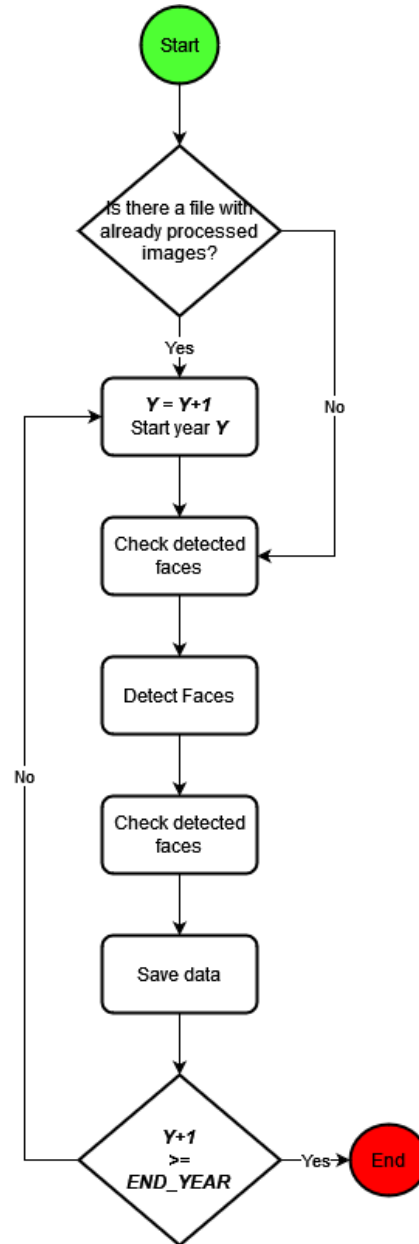 Start
Is there a file with
already processed
images?
Yes
No
Y = Y+1
Start year Y
Check detected
faces
Detect Faces
No
Check detected
faces
Save data
Y+1
>=
END_YEAR
Yes
End